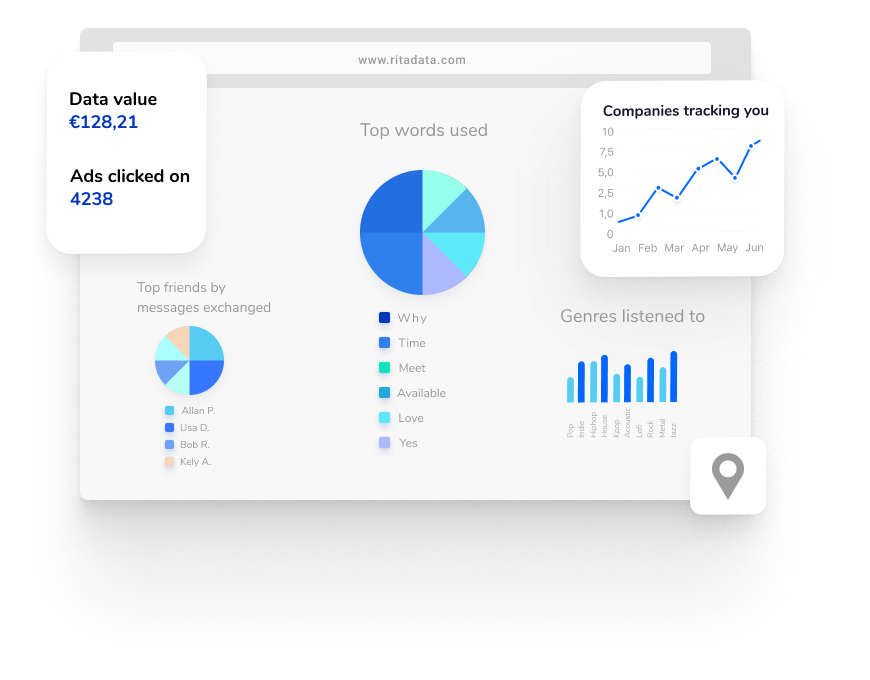 www.ritadata.com
Data value
€128,21
Ads clicked on
4238
Top words used
Why
Time
Meet
Available
Love
Yes
Companies tracking you
10
7,5
5,0
2,5
1,0
0
Jan Feb Mar Apr May Jun
Top friends by
messages exchanged
Allan P.
Usa D.
Bob R.
Kely A.
Genres listened to
Pop
Indie
Hiphop
House
Kpop
Acoustic
Lofi
Rock
Metal
Jazz